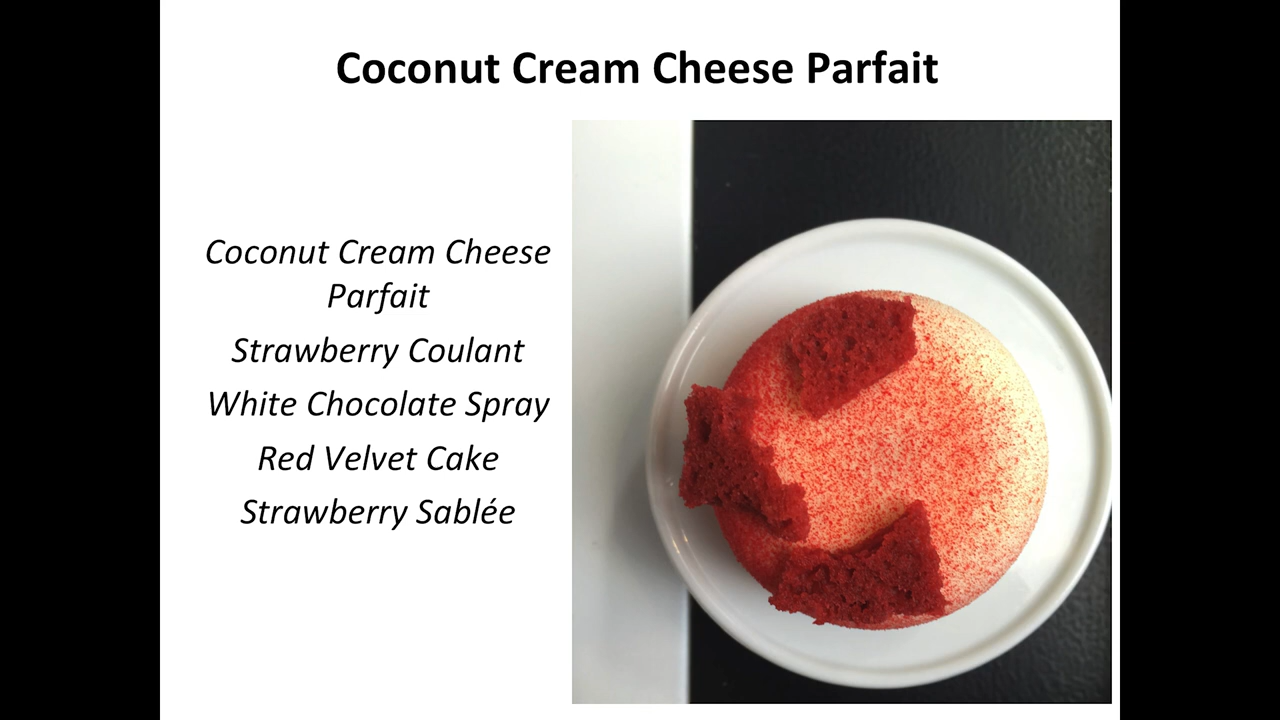 Coconut Cream Cheese Parfait
Coconut Cream Cheese
Parfait
Strawberry Coulant
White Chocolate Spray
Red Velvet Cake
Strawberry Sablée